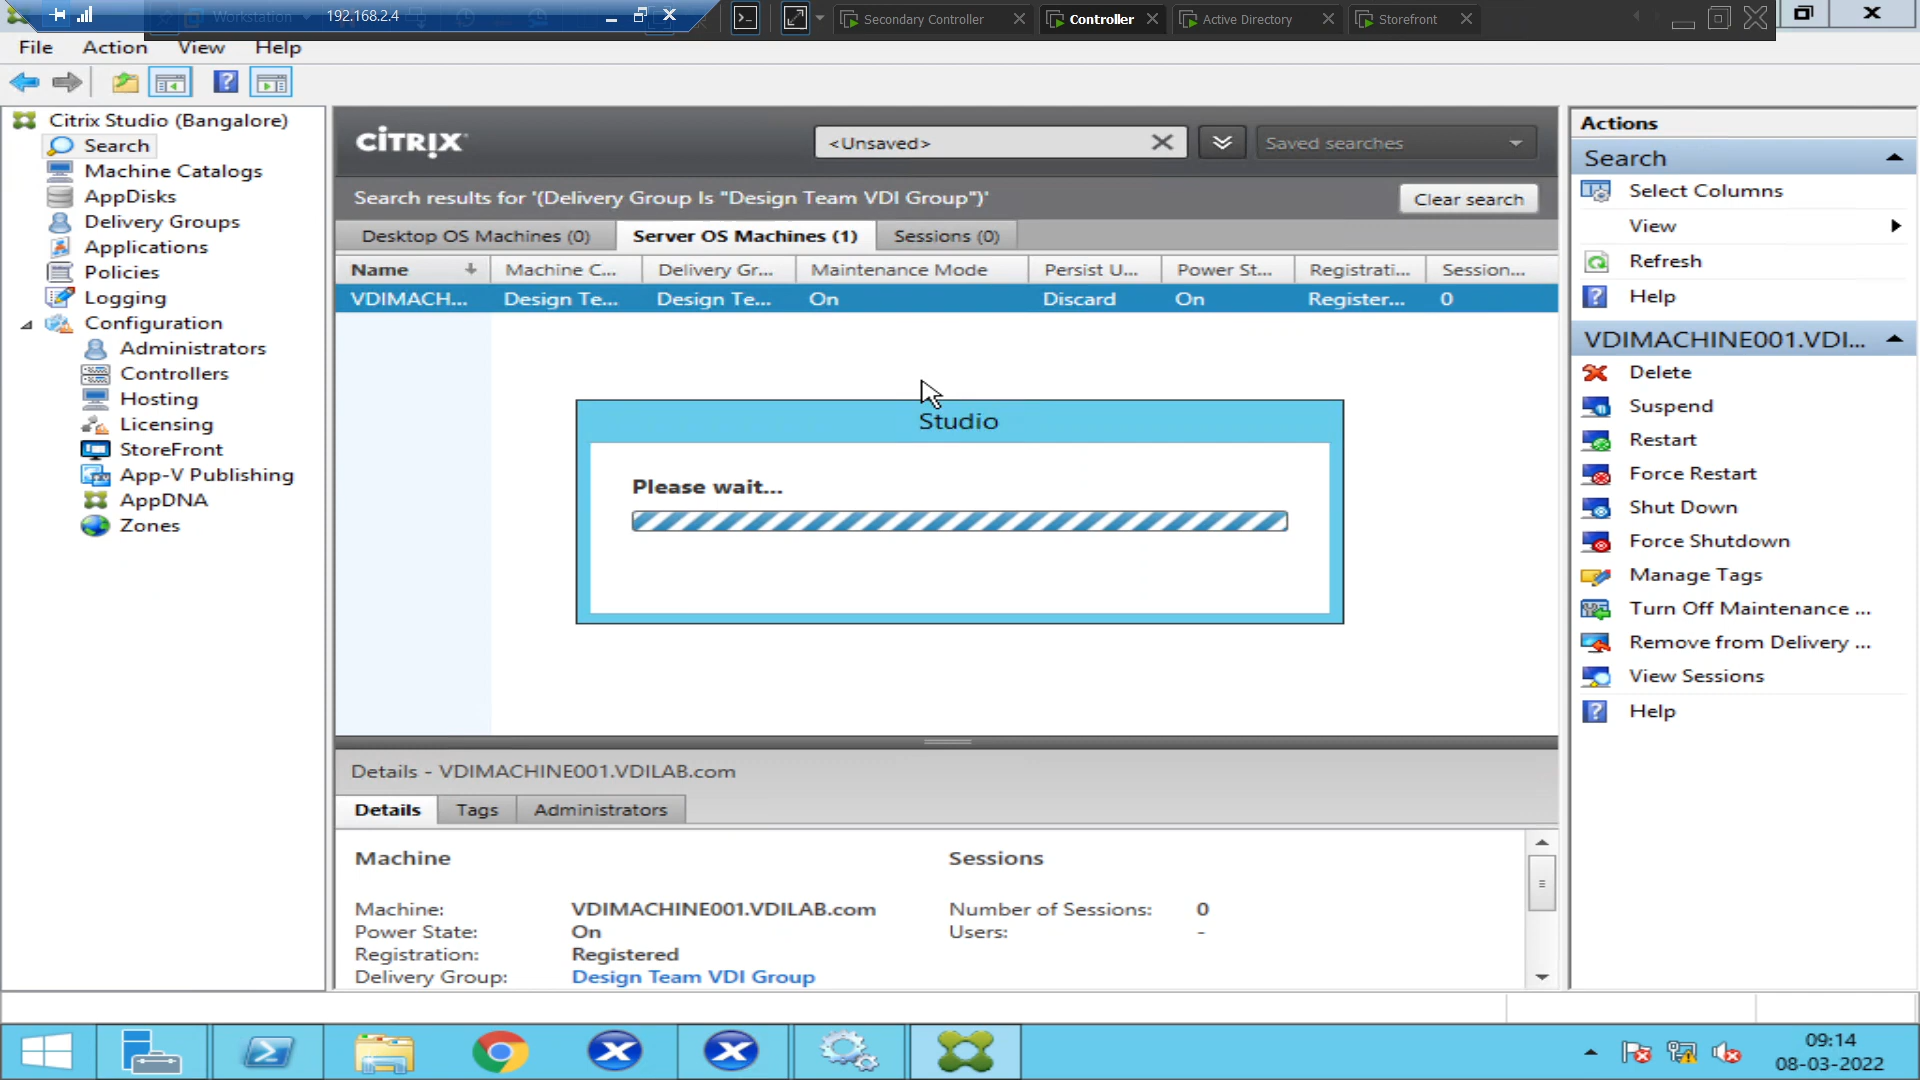 Workstation
192.168.2.4
Secondary Controller
Controller
Active Directory
Storefront
File Action View Help
Citrix Studio (Bangalore)
Search
Machine Catalogs
AppDisks
Delivery Groups
Applications
Policies
Logging
Configuration
Administrators
Controllers
Hosting
Licensing
StoreFront
App-V Publishing
AppDNA
Zones
CİTRIX
<Unsaved>
Saved searches
Search results for '(Delivery Group Is "Design Team VDI Group")'
Clear search
Desktop OS Machines (0)
Server OS Machines (1)
Sessions (0)
Name Machine C... Delivery Gr... Maintenance Mode Persist U... Power St... Registrati... Session...
VDIMACH... Design Te... Design Te... On Discard On Register... 0
Studio
Please wait...
Details - VDIMACHINE001.VDILAB.com
Details Tags Administrators
Machine
Machine: VDIMACHINE001.VDILAB.com
Power State: On
Registration: Registered
Delivery Group: Design Team VDI Group
Sessions
Number of Sessions: 0
Users: -
Actions
Search
Select Columns
View
Refresh
Help
VDIMACHINE001.VDI...
Delete
Suspend
Restart
Force Restart
Shut Down
Force Shutdown
Manage Tags
Turn Off Maintenance ...
Remove from Delivery ...
View Sessions
Help
09:14
08-03-2022